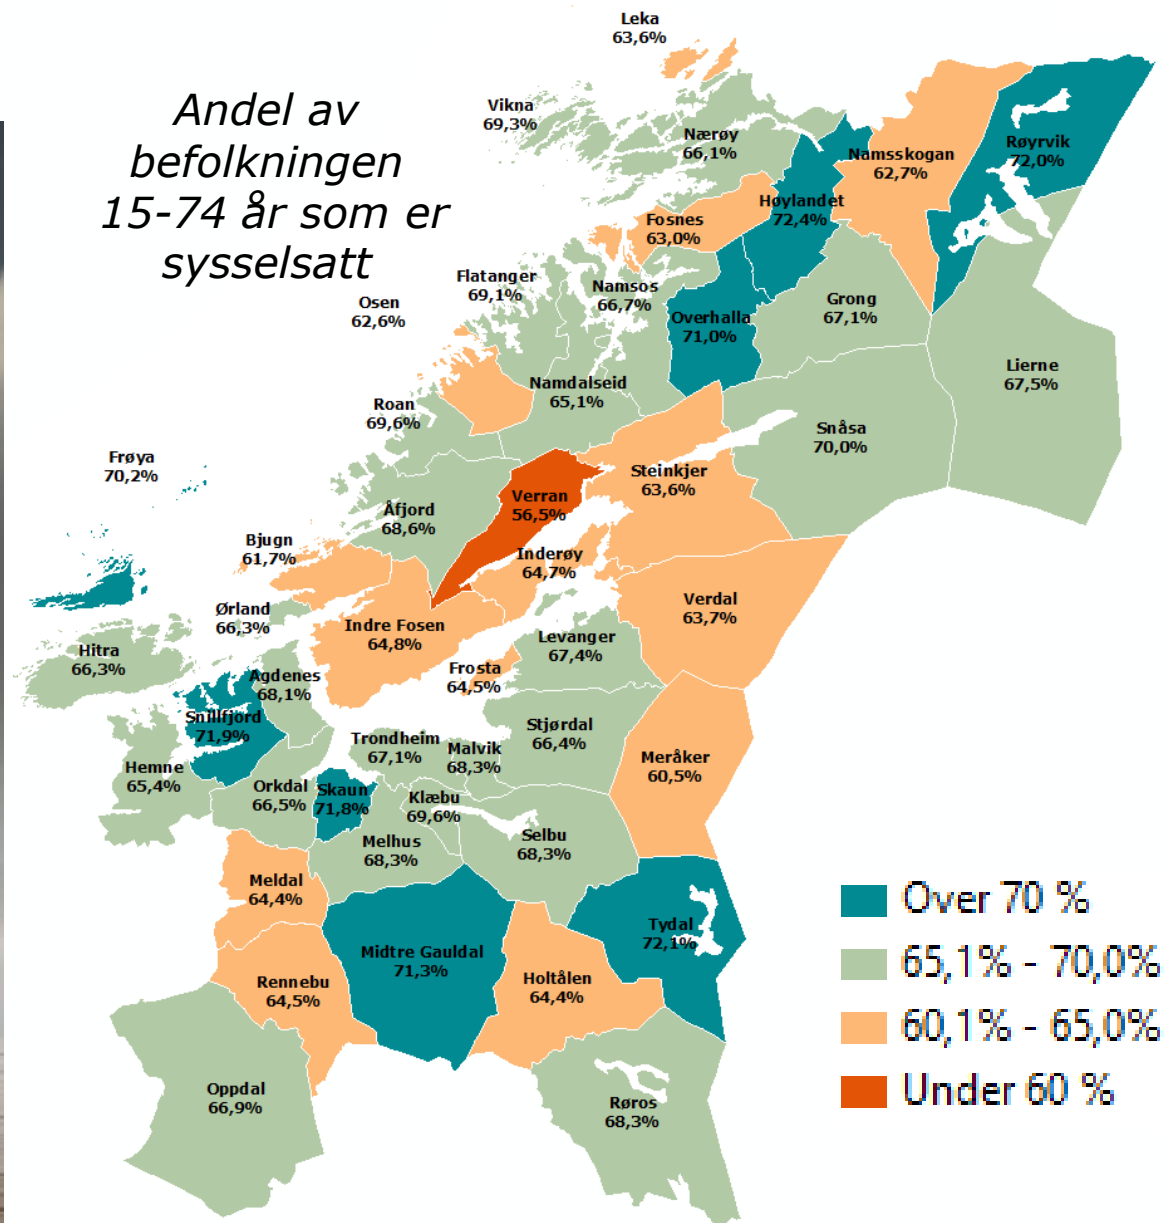 Andel av
befolkningen
15-74 år som er
sysselsatt
Leka
63,6%
Vikna
69,3%
Nærøy
66,1%
Namsskogan
62,7%
Røyrvik
72,0%
Høylandet
72,4%
Fosnes
63,0%
Flatanger
69,1%
Namsos
66,7%
Osen
62,6%
Overhalla
71,0%
Grong
67,1%
Lierne
67,5%
Namdalseid
65,1%
Roan
69,6%
Snåsa
70,0%
Frøya
70,2%
Steinkjer
63,6%
Verran
56,5%
Åfjord
68,6%
Bjugn
61,7%
Inderøy
64,7%
Verdal
63,7%
Ørland
66,3%
Indre Fosen
64,8%
Levanger
67,4%
Hitra
66,3%
Agdenes
68,1%
Frosta
64,5%
Snillfjord
71,9%
Stjørdal
66,4%
Trondheim
67,1%
Malvik
68,3%
Meråker
60,5%
Hemne
65,4%
Orkdal
66,5%
Skaun
71,8%
Klæbu
69,6%
Selbu
68,3%
Melhus
68,3%
Meldal
64,4%
Tydal
72,1%
Midtre Gauldal
71,3%
Rennebu
64,5%
Holtålen
64,4%
Oppdal
66,9%
Røros
68,3%
Over 70 %
65,1% - 70,0%
60,1% - 65,0%
Under 60 %